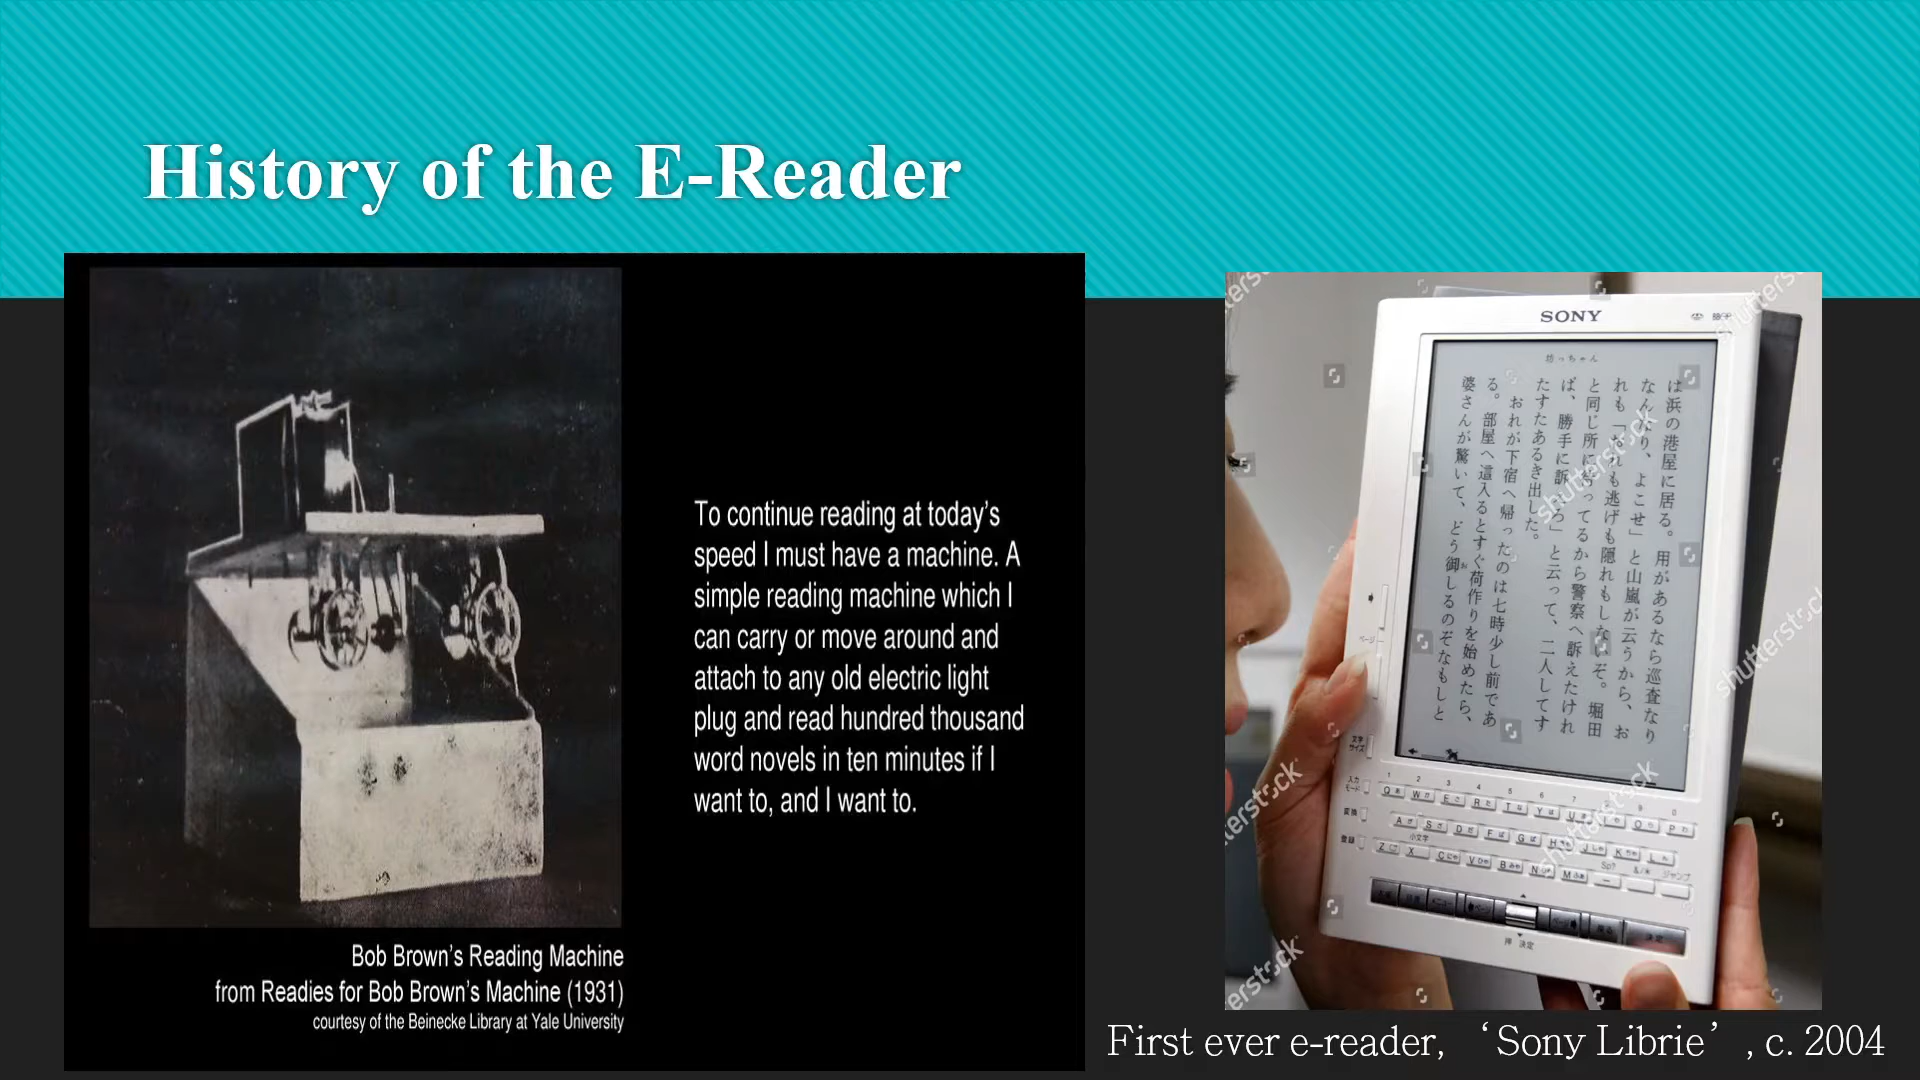 History of the E-Reader
To continue reading at today's
speed I must have a machine. A
simple reading machine which I
can carry or move around and
attach to any old electric light
plug and read hundred thousand
word novels in ten minutes if I
want to, and I want to.
Bob Brown's Reading Machine
from Readies for Bob Brown's Machine (1931)
courtesy of the Beinecke Library at Yale University
SONY
坊っちゃん
は浜の港屋に居る。用があるなら巡査なり
なんなり、よこせ」と山嵐が云うから、お
れも「おれも逃げも隠れもしないぞ。堀田
と同じ所に待ってるから警察へ訴えたけれ
ば、勝手に訴えろ」と云って、二人してす
たすたあるき出した。
おれが下宿へ帰ったのは七時少し前であ
る。部屋へ這入るとすぐ荷作りを始めたら、
婆さんが驚いて、どう御しるのぞなもしと
shutterstock
First ever e-reader, ‘Sony Librie’, c. 2004